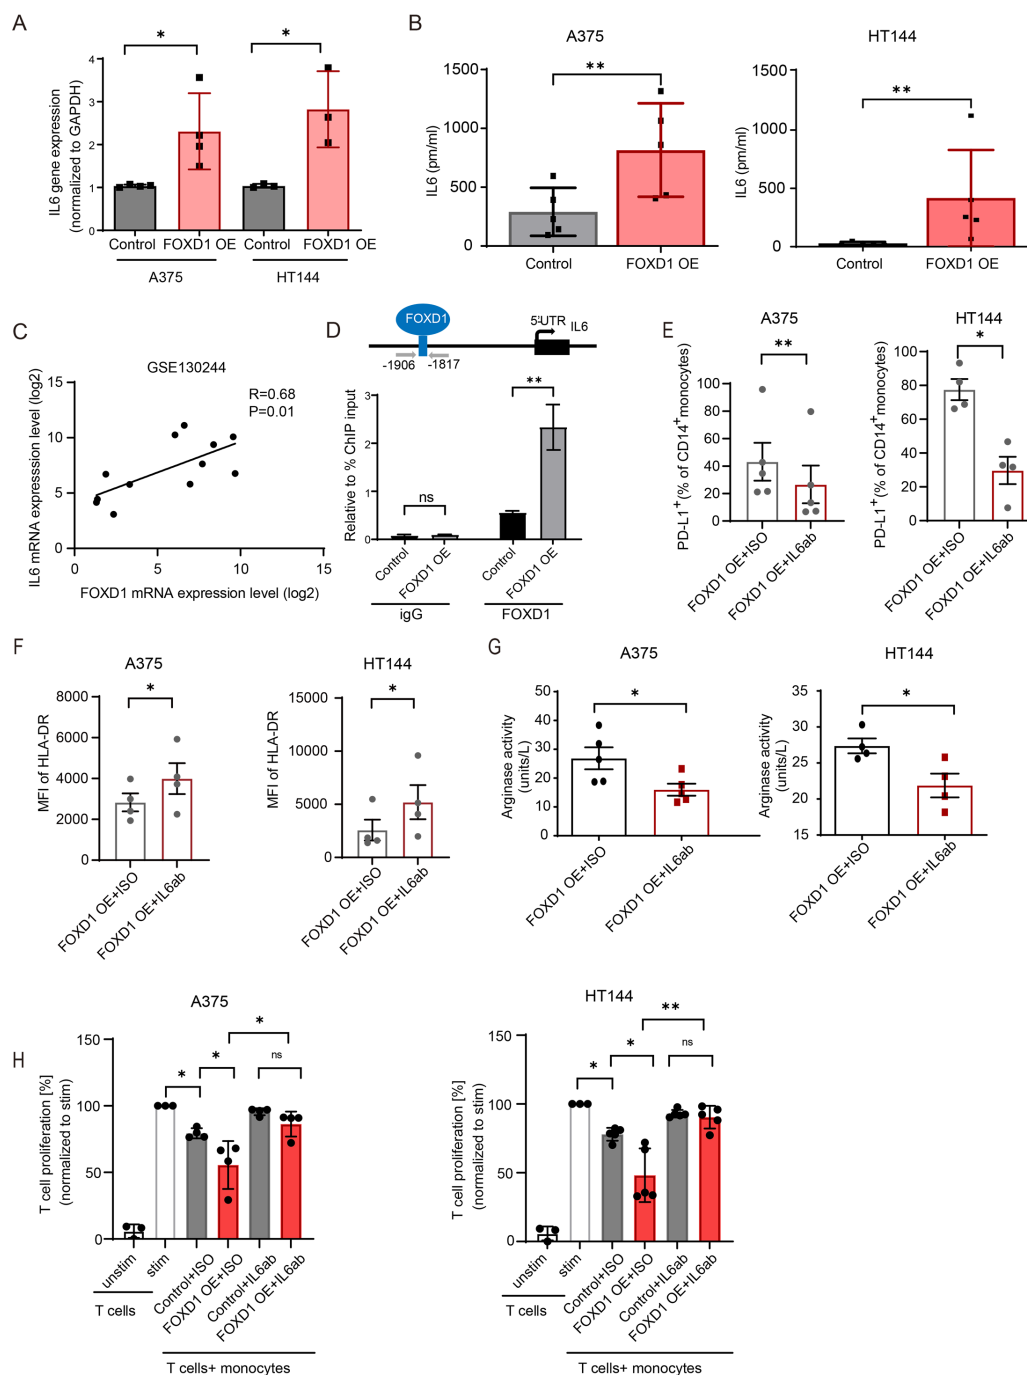 A
IL6 gene expression
(normalized to GAPDH)
4
3
2
1
0
*
*
Control
FOXD1 OE
Control
FOXD1 OE
A375
HT144
B
A375
IL6 (pm/ml)
1500
1000
500
0
**
Control
FOXD1 OE
HT144
IL6 (pm/ml)
1500
1000
500
0
**
Control
FOXD1 OE
C
GSE130244
IL6 mRNA expresssion level (log2)
15
10
5
0
R=0.68
P=0.01
0
5
10
15
FOXD1 mRNA expression level (log2)
D
FOXD1
5'UTR
IL6
-1906
-1817
Relative to % ChIP input
3
2
1
0
ns
**
Control
FOXD1 OE
Control
FOXD1 OE
igG
FOXD1
E
A375
PD-L1+(% of CD14+monocytes)
100
80
60
40
20
0
**
FOXD1 OE+ISO
FOXD1 OE+IL6ab
HT144
PD-L1+(% of CD14+monocytes)
100
80
60
40
20
0
*
FOXD1 OE+ISO
FOXD1 OE+IL6ab
F
A375
MFI of HLA-DR
8000
6000
4000
2000
0
*
FOXD1 OE+ISO
FOXD1 OE+IL6ab
HT144
MFI of HLA-DR
15000
10000
5000
0
*
FOXD1 OE+ISO
FOXD1 OE+IL6ab
G
A375
Arginase activity
(units/L)
50
40
30
20
10
0
*
FOXD1 OE+ISO
FOXD1 OE+IL6ab
HT144
Arginase activity
(units/L)
35
30
25
20
15
*
FOXD1 OE+ISO
FOXD1 OE+IL6ab
H
A375
T cell proliferation [%]
(normalized to stim)
150
100
50
0
*
*
*
ns
unstim
stim
Control+ISO
FOXD1 OE+ISO
Control+IL6ab
FOXD1 OE+IL6ab
T cells
T cells+ monocytes
HT144
T cell proliferation [%]
(normalized to stim)
150
100
50
0
*
*
**
ns
unstim
stim
Control+ISO
FOXD1 OE+ISO
Control+IL6ab
FOXD1 OE+IL6ab
T cells
T cells+ monocytes